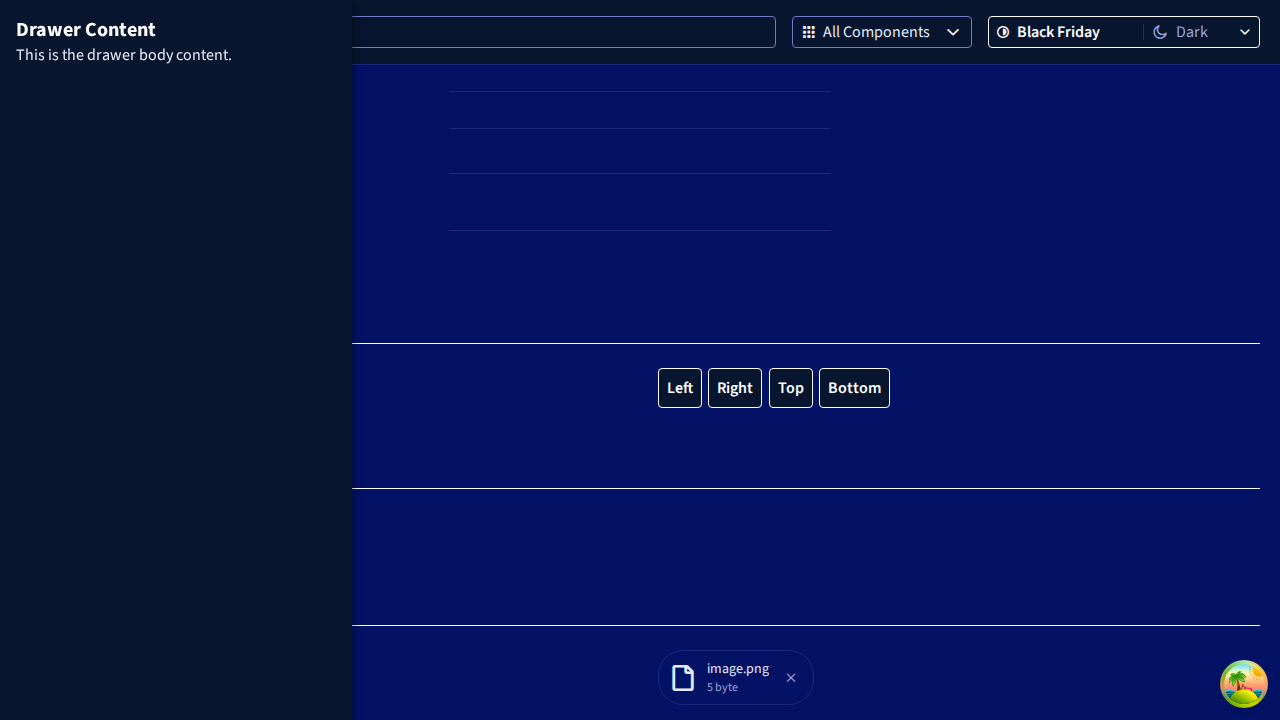 Drawer Content
This is the drawer body content.
All Components
Black Friday
Dark
Left
Right
Top
Bottom
image.png
5 byte